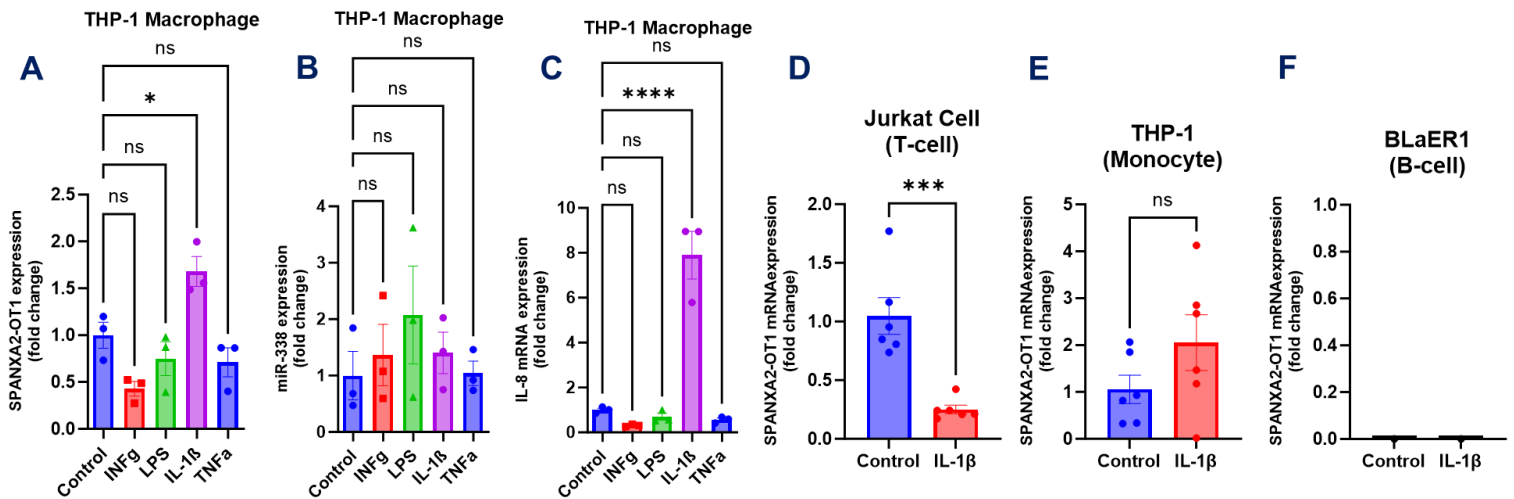 A
THP-1 Macrophage
ns
*
ns
ns
SPANXA2-OT1 expression
(fold change)
2.5
2.0
1.5
1.0
0.5
0.0
Control
INFg
LPS
IL-1ß
TNFa
B
THP-1 Macrophage
ns
ns
ns
ns
miR-338 expression
(fold change)
4
3
2
1
0
Control
INFg
LPS
IL-1ß
TNFa
C
THP-1 Macrophage
ns
****
ns
ns
IL-8 mRNA expression
(fold change)
10
8
6
4
2
0
Control
INFg
LPS
IL-1ß
TNFa
D
Jurkat Cell
(T-cell)
***
SPANXA2-OT1 mRNAexpression
(fold change)
2.0
1.5
1.0
0.5
0.0
Control
IL-1β
E
THP-1
(Monocyte)
ns
SPANXA2-OT1 mRNAexpression
(fold change)
5
4
3
2
1
0
Control
IL-1β
F
BLaER1
(B-cell)
SPANXA2-OT1 mRNAexpression
(fold change)
1.0
0.8
0.6
0.4
0.2
0.0
Control
IL-1β